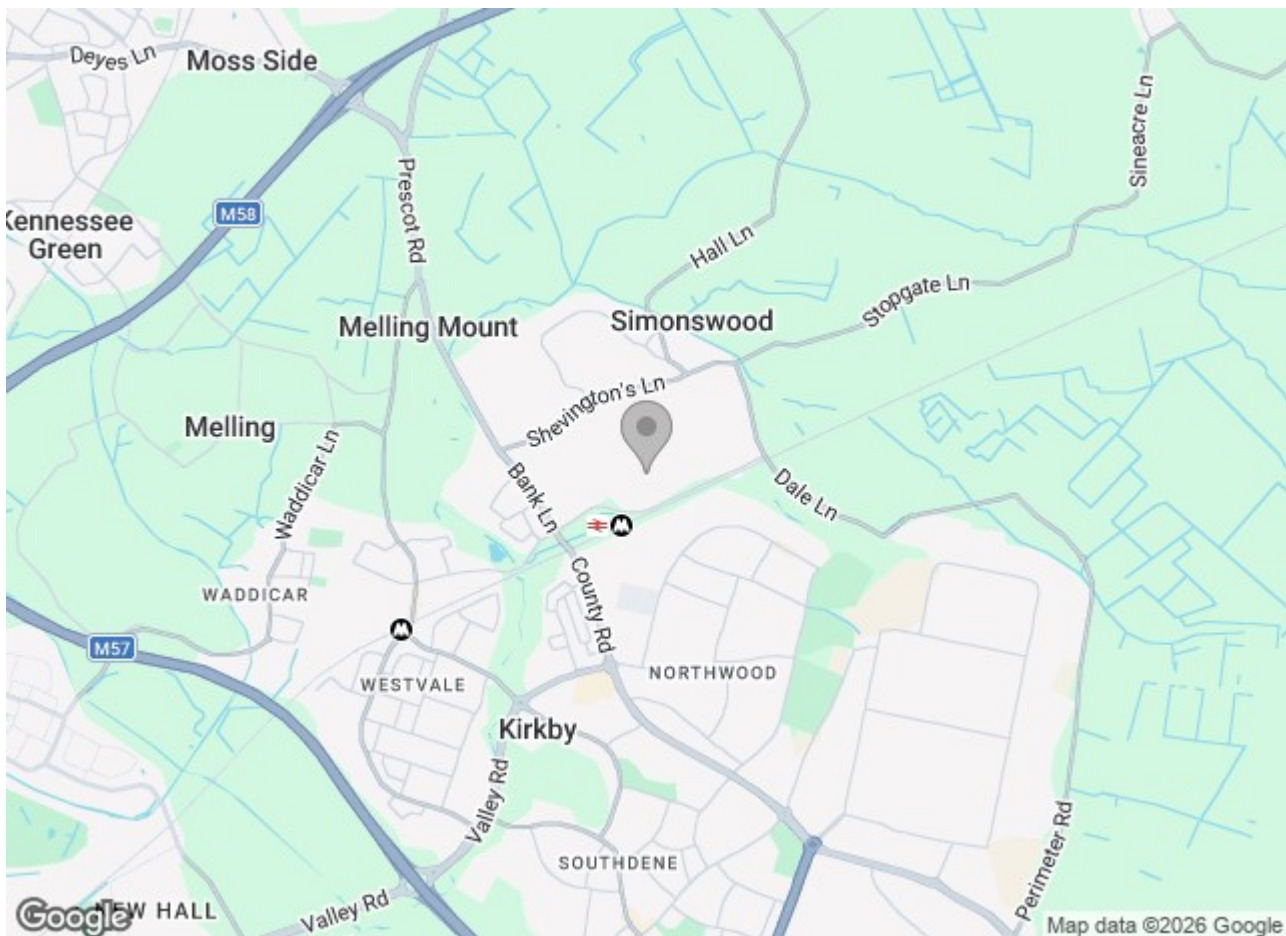 Deyes Ln
Moss Side
Sineacre Ln
Prescot Rd
M58
Kennessee
Green
Hall Ln
Stopgate Ln
Melling Mount
Simonswood
Shevington's Ln
Melling
Waddicar Ln
Bank Ln
Dale Ln
WADDICAR
County Rd
M57
WESTVALE
NORTHWOOD
Kirkby
Valley Rd
SOUTHDENE
Perimeter Rd
NEW HALL
Valley Rd
Google
Map data ©2026 Google